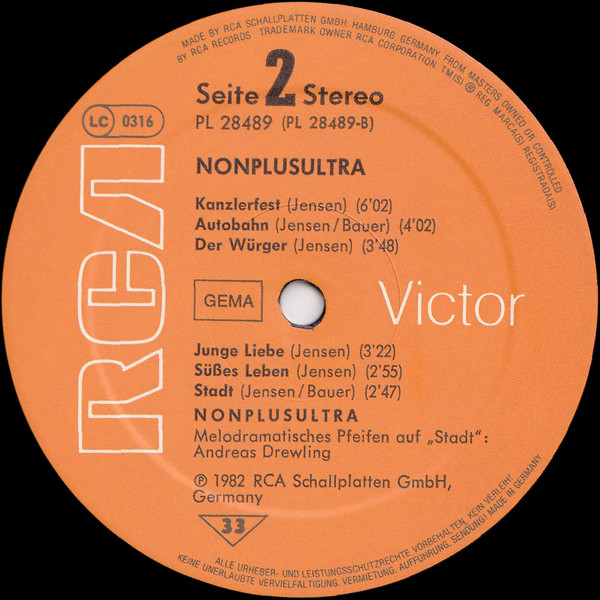 MADE BY RCA SCHALLPLATTEN GMBH, HAMBURG, GERMANY, FROM MASTERS OWNED OR CONTROLLED
BY RCA RECORDS TRADEMARK OWNER RCA CORPORATION. TM(S) ® REG. MARCA(S) REGISTRADA(S)
Seite 2 Stereo
LC 0316
PL 28489 (PL 28489-B)
NONPLUSULTRA
Kanzlerfest (Jensen) (6'02)
Autobahn (Jensen/Bauer) (4'02)
Der Würger (Jensen) (3'48)
RCA
GEMA
Victor
Junge Liebe (Jensen) (3'22)
Süßes Leben (Jensen) (2'55)
Stadt (Jensen/Bauer) (2'47)
NONPLUSULTRA
Melodramatisches Pfeifen auf „Stadt“:
Andreas Drewling
℗ 1982 RCA Schallplatten GmbH,
Germany
33
ALLE URHEBER- UND LEISTUNGSSCHUTZRECHTE VORBEHALTEN. KEIN VERLEIH!
KEINE UNERLAUBTE VERVIELFÄLTIGUNG, VERMIETUNG, AUFFÜHRUNG, SENDUNG! MADE IN GERMANY